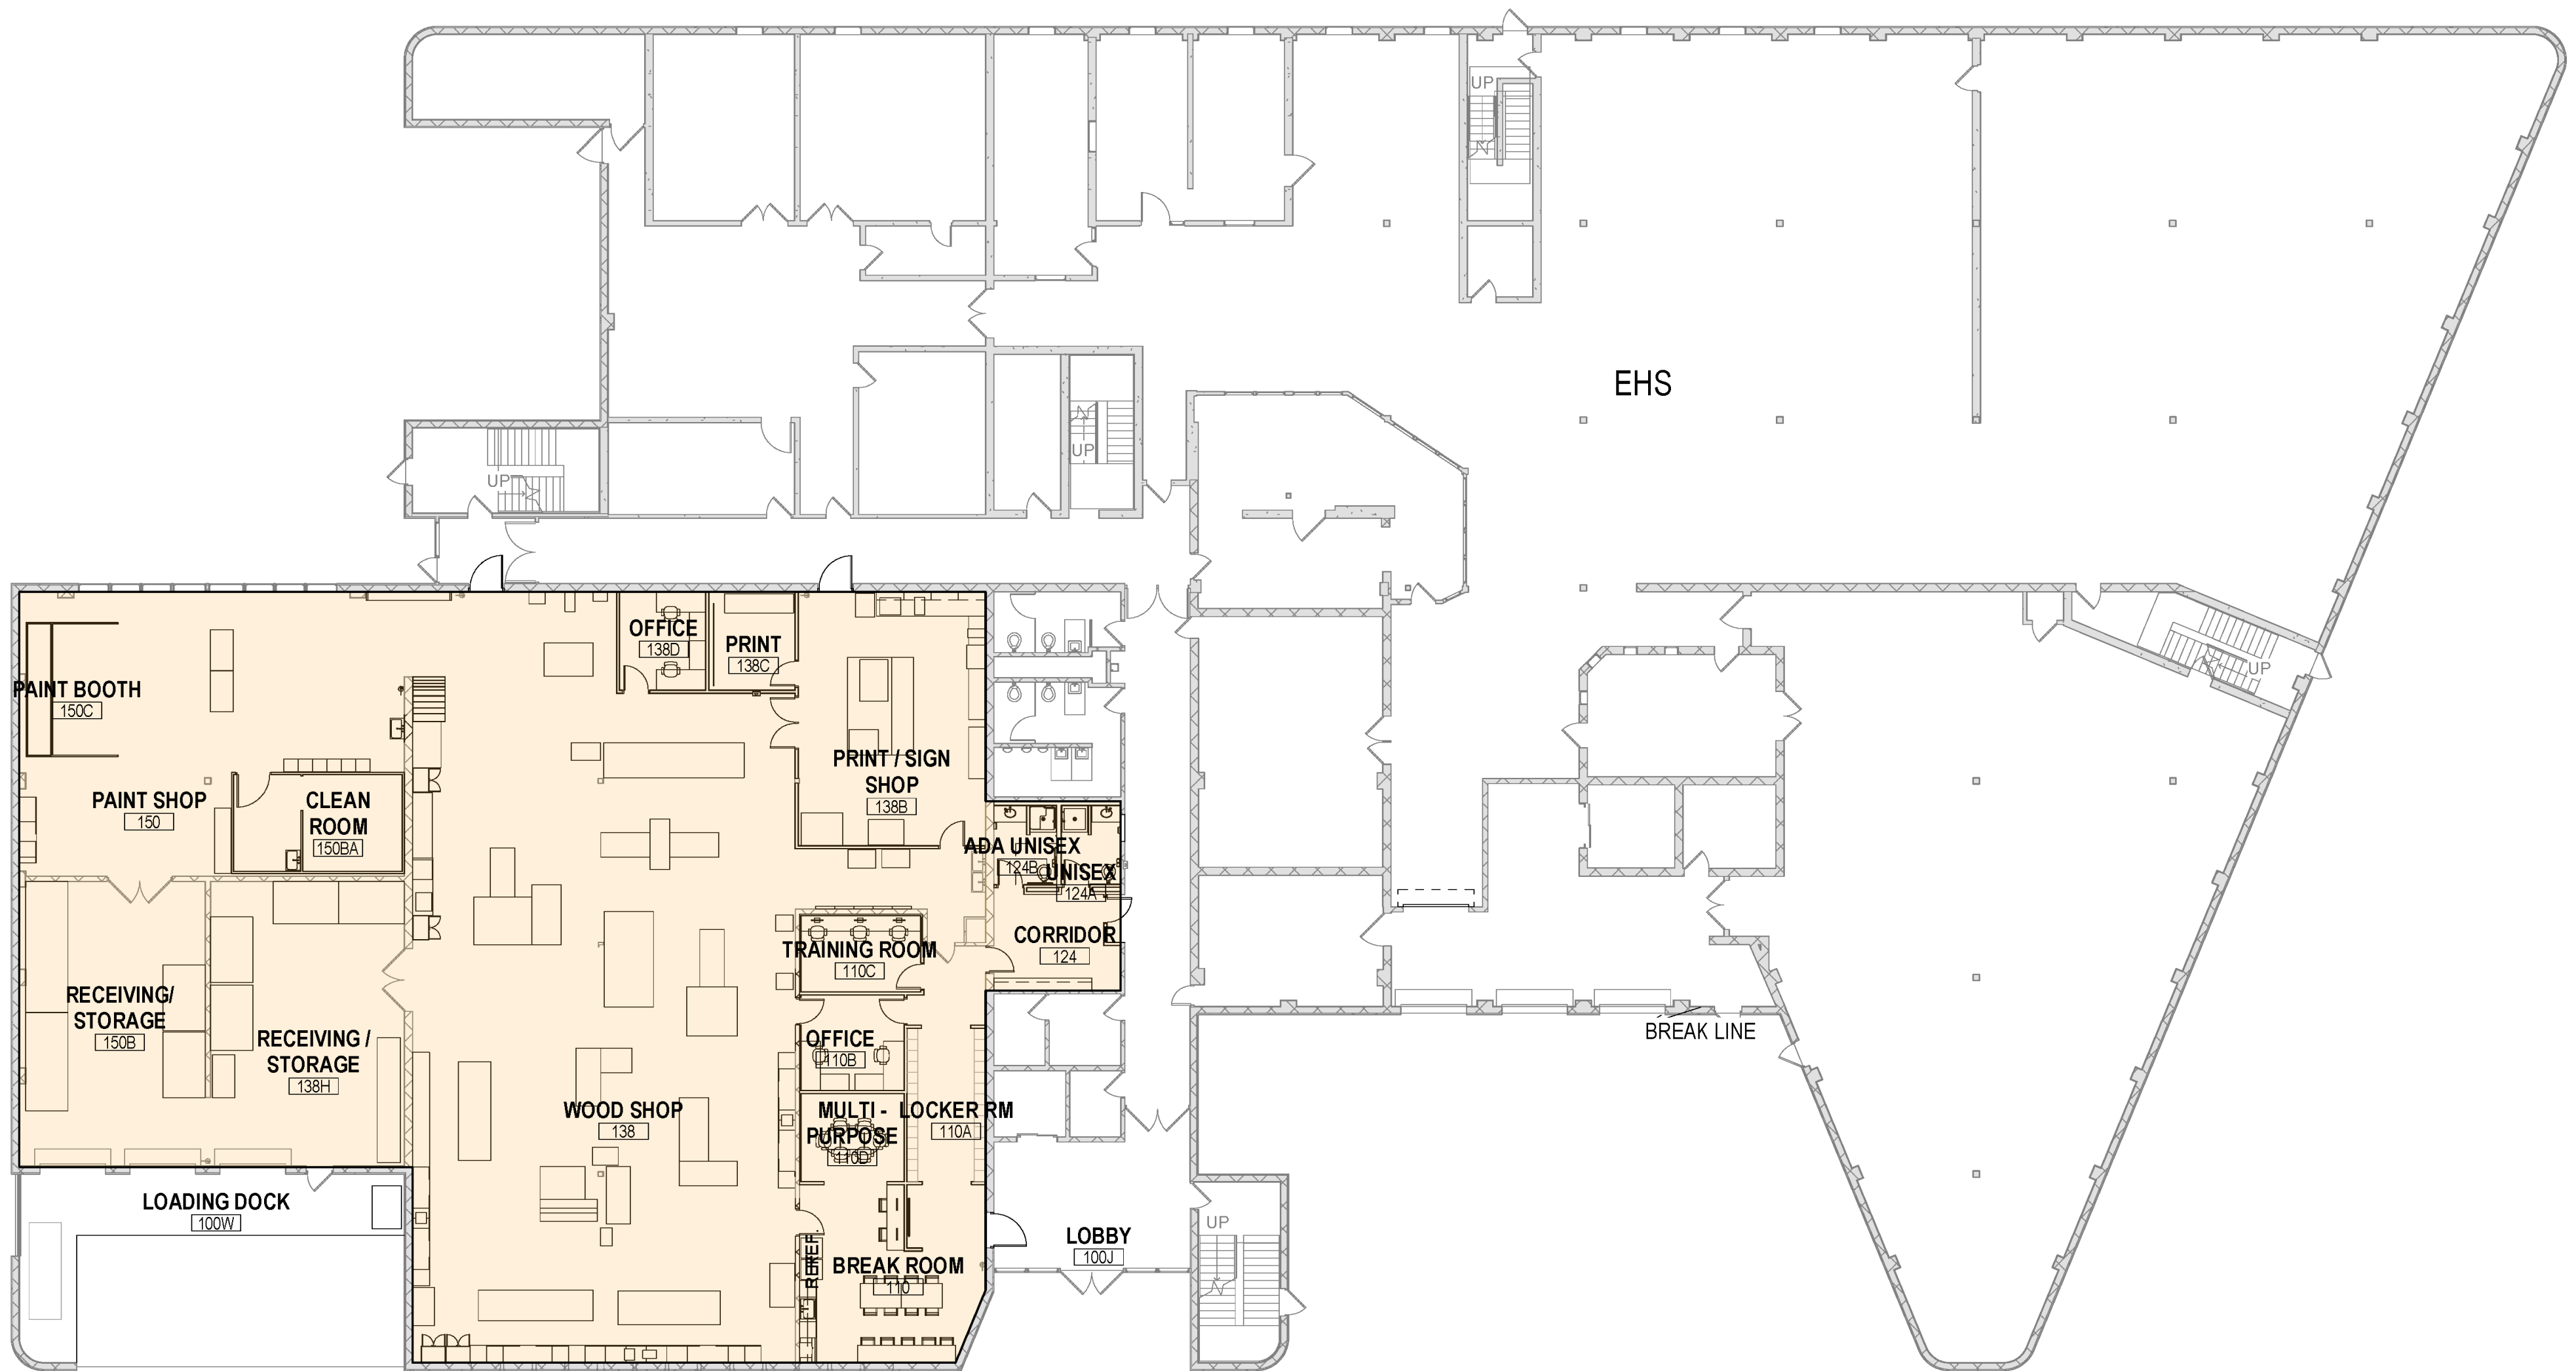 UP
EHS
UP
UP
OFFICE
138D
PRINT
138C
UP
PAINT BOOTH
150C
PRINT / SIGN
SHOP
138B
PAINT SHOP
150
CLEAN
ROOM
150BA
ADA UNISEX
124B
UNISEX
124A
CORRIDOR
124
TRAINING ROOM
110C
RECEIVING/
STORAGE
150B
RECEIVING /
STORAGE
138H
OFFICE
110B
BREAK LINE
WOOD SHOP
138
MULTI -
PURPOSE
110D
LOCKER RM
110A
LOADING DOCK
100W
UP
LOBBY
100J
REF.
BREAK ROOM
110